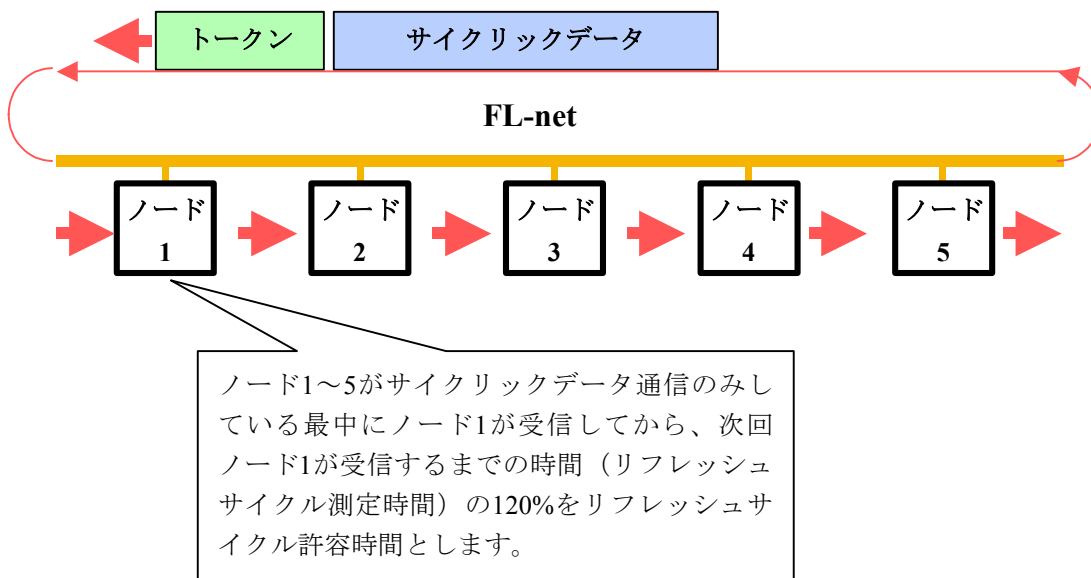 トークン
サイクリックデータ
FL-net
ノード
1
ノード
2
ノード
3
ノード
4
ノード
5
ノード1～5がサイクリックデータ通信のみし
ている最中にノード1が受信してから、次回
ノード1が受信するまでの時間（リフレッシュ
サイクル測定時間）の120%をリフレッシュサ
イクル許容時間とします。